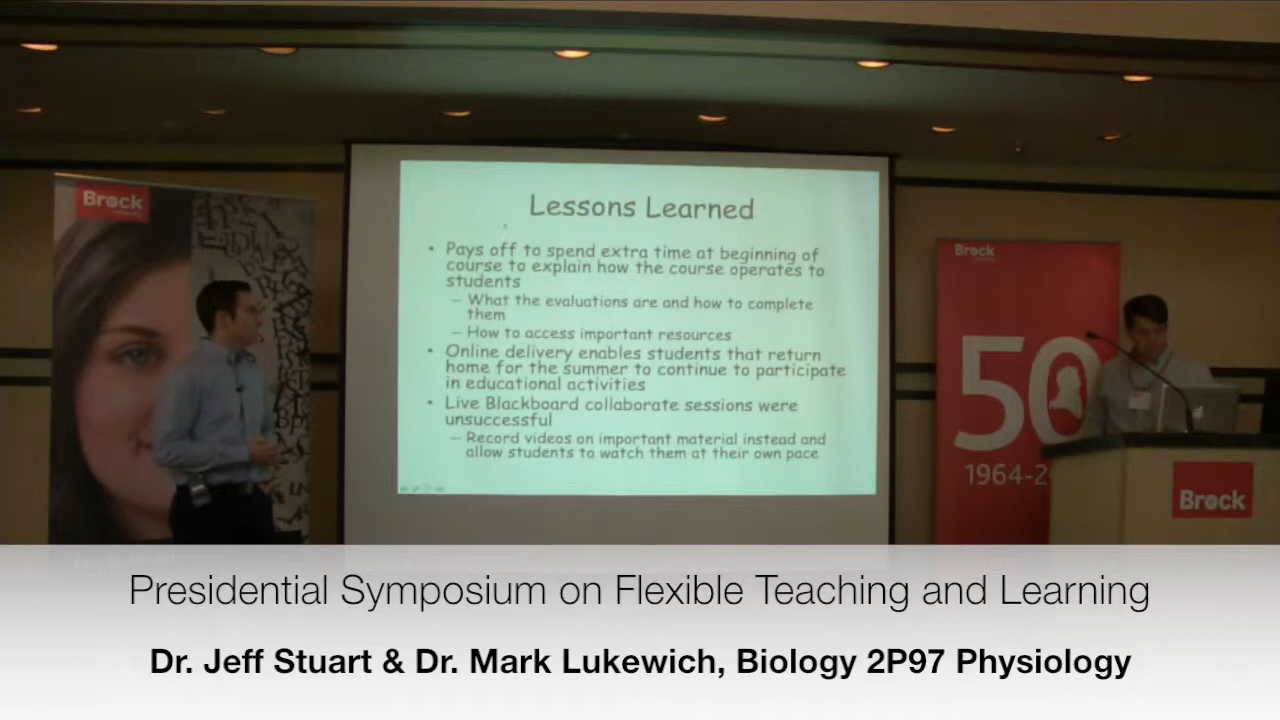 Brock
University
Lessons Learned
• Pays off to spend extra time at beginning of
course to explain how the course operates to
students
– What the evaluations are and how to complete
them
– How to access important resources
• Online delivery enables students that return
home for the summer to continue to participate
in educational activities
• Live Blackboard collaborate sessions were
unsuccessful
– Record videos on important material instead and
allow students to watch them at their own pace
Brock
University
50
1964-2
Brock
Presidential Symposium on Flexible Teaching and Learning
Dr. Jeff Stuart & Dr. Mark Lukewich, Biology 2P97 Physiology